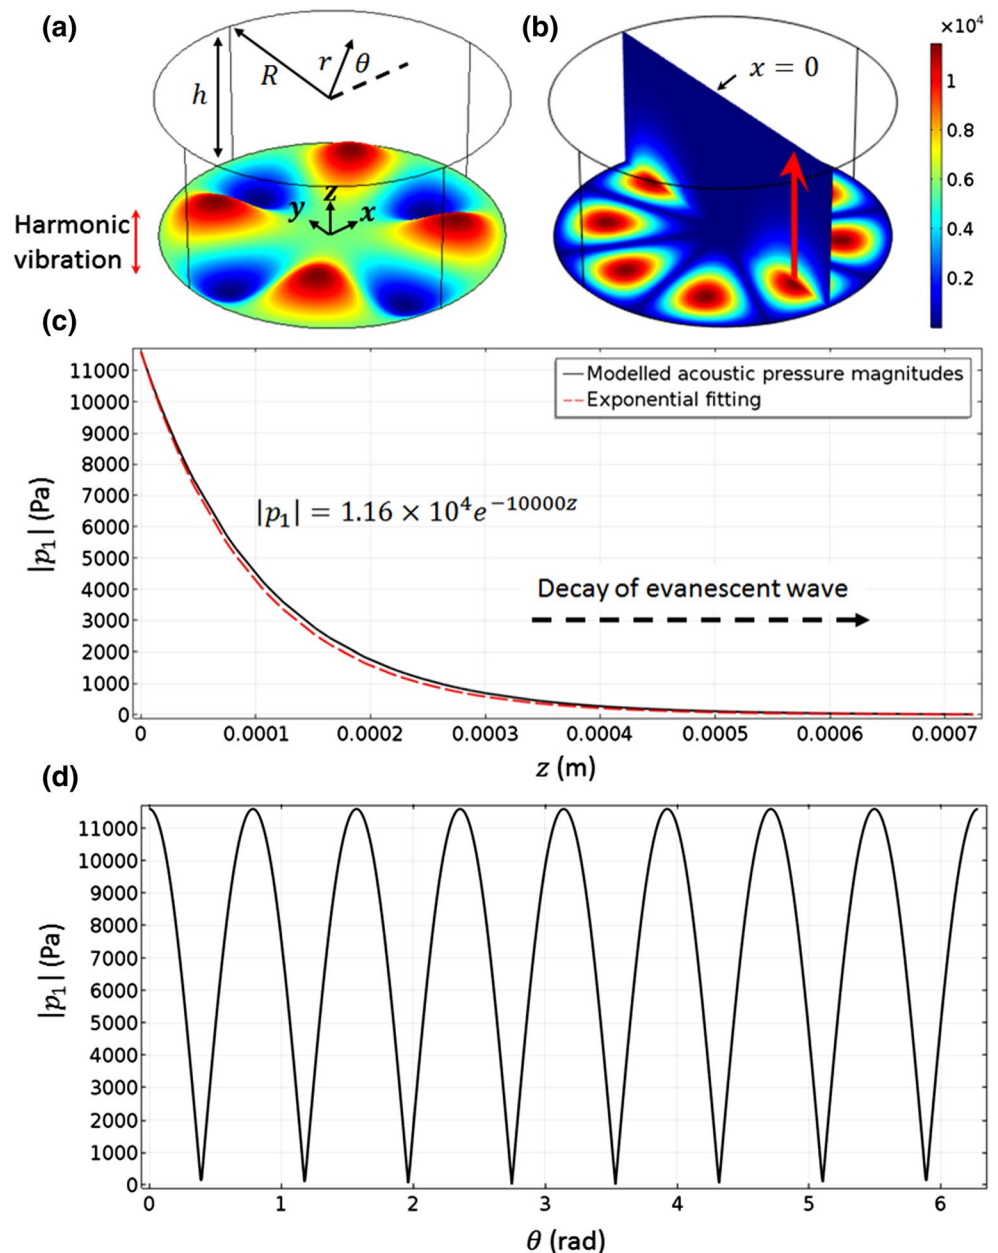 (a)
R
r
θ
h
z
y
x
Harmonic
vibration
(b)
x = 0
×10⁴
1
0.8
0.6
0.4
0.2
(c)
11000
10000
9000
8000
7000
6000
5000
4000
3000
2000
1000
0
|p₁| (Pa)
Modelled acoustic pressure magnitudes
Exponential fitting
|p₁| = 1.16 × 10⁴e⁻¹⁰⁰⁰⁰ᶻ
Decay of evanescent wave
0 0.0001 0.0002 0.0003 0.0004 0.0005 0.0006 0.0007
z (m)
(d)
11000
10000
9000
8000
7000
6000
5000
4000
3000
2000
1000
0
|p₁| (Pa)
0 1 2 3 4 5 6
θ (rad)